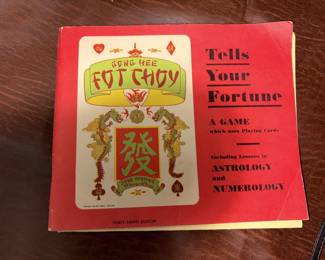 GONG HEE
FOT CHOY
發
Tells
Your
Fortune
A GAME
which uses Playing Cards
Including Lessons in
ASTROLOGY
and
NUMEROLOGY